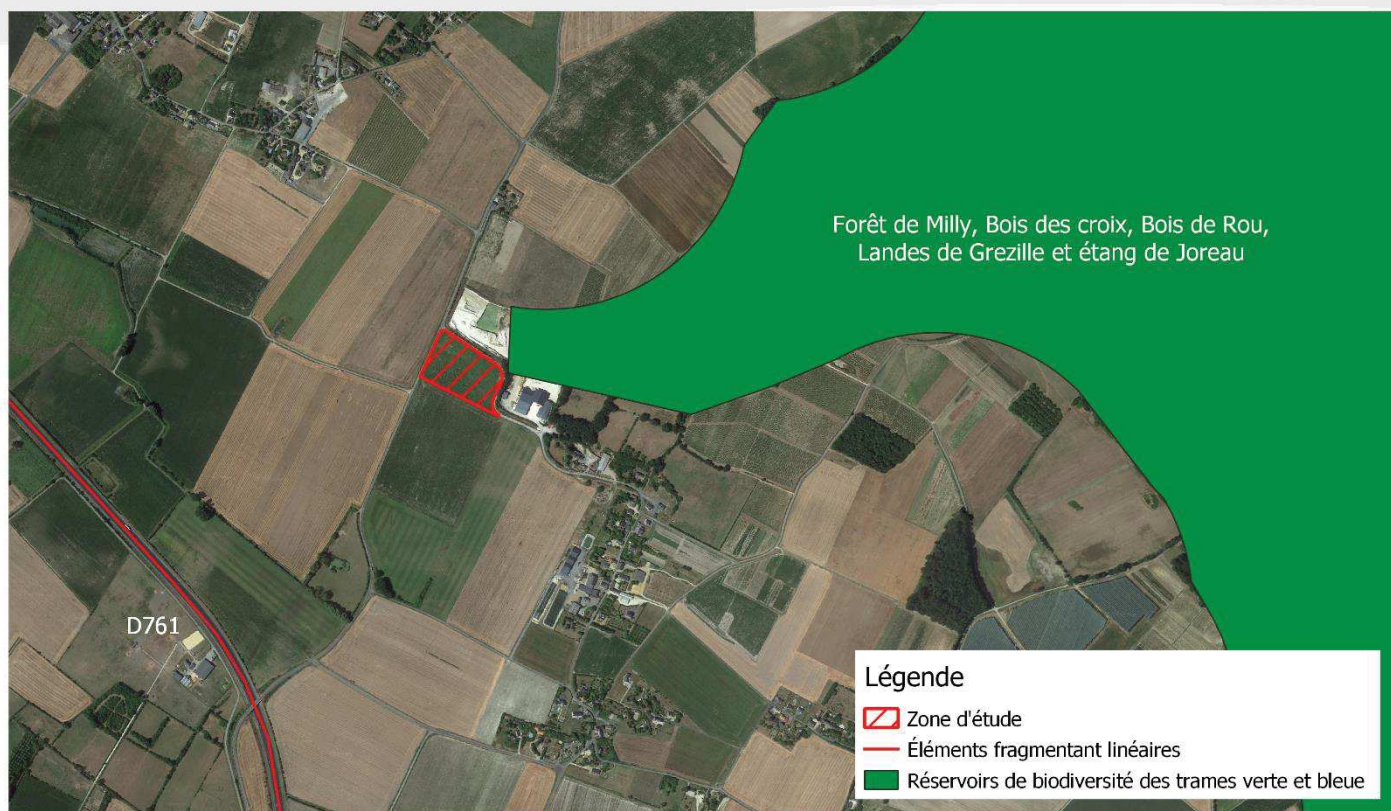 Forêt de Milly, Bois des croix, Bois de Rou,
Landes de Grezille et étang de Joreau
D761
Légende
Zone d'étude
Éléments fragmentant linéaires
Réservoirs de biodiversité des trames verte et bleue